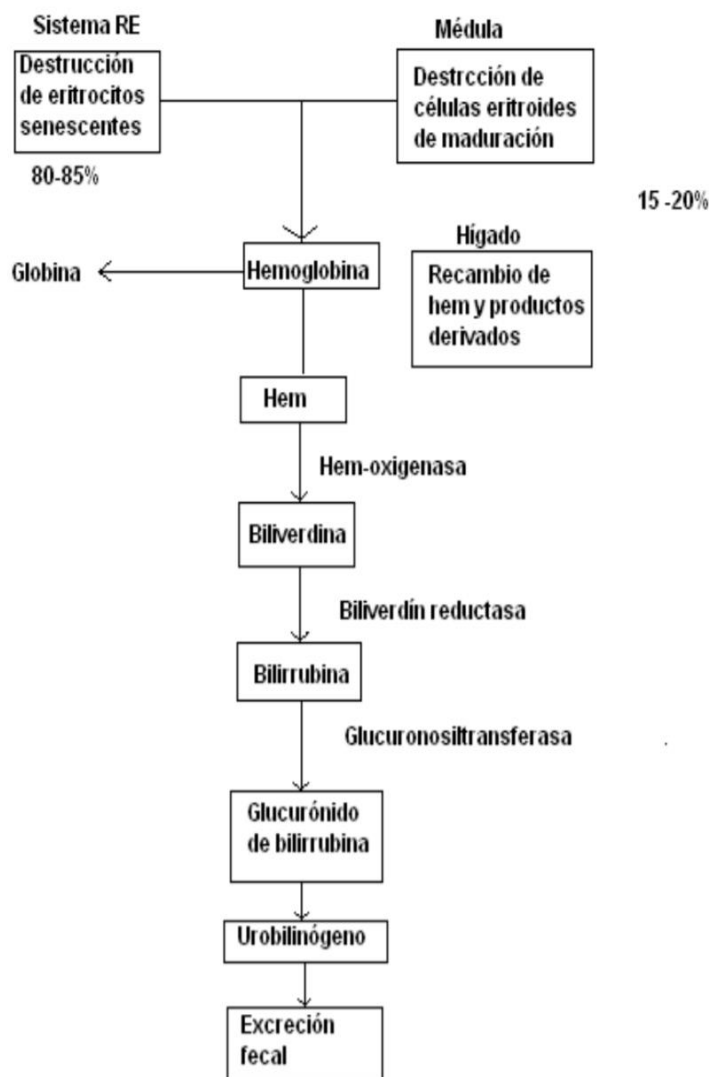 Sistema RE
Destrucción
de eritrocitos
senescentes
80-85%
Médula
Destrcción de
células eritroides
de maduración
15 -20%
Hígado
Recambio de
hem y productos
derivados
Globina
Hemoglobina
Hem
Hem-oxigenasa
Biliverdina
Biliverdín reductasa
Bilirrubina
Glucuronosiltransferasa
Glucurónido
de bilirrubina
Urobilinógeno
Excreción
fecal